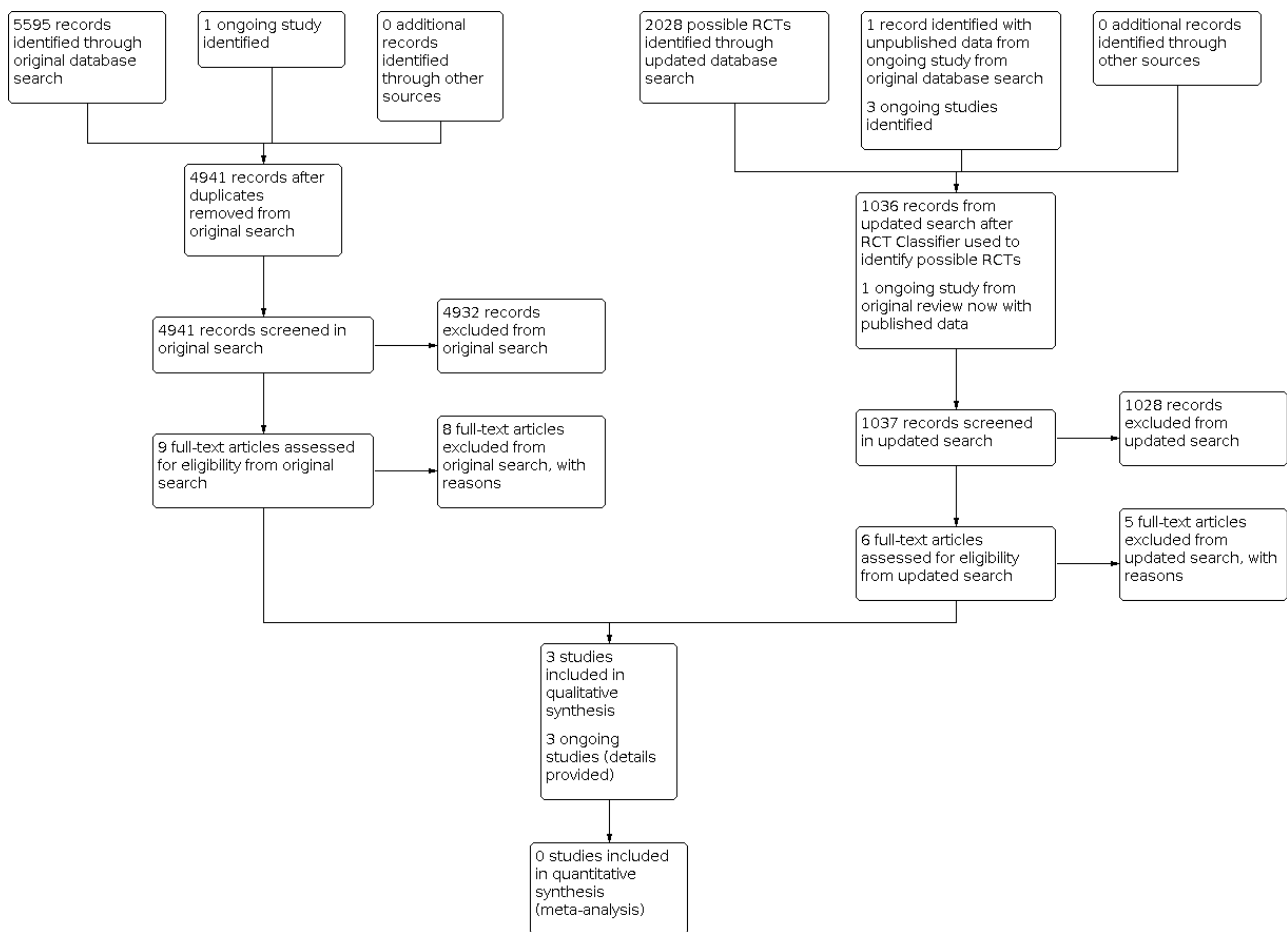 5595 records
identified through
original database
search
1 ongoing study
identified
0 additional
records
identified
through other
sources
2028 possible RCTs
identified through
updated database
search
1 record identified with
unpublished data from
ongoing study from
original database search
3 ongoing studies
identified
0 additional records
identified through
other sources
4941 records after
duplicates
removed from
original search
1036 records from
updated search after
RCT Classifier used to
identify possible RCTs
1 ongoing study from
original review now with
published data
4941 records screened in
original search
4932 records
excluded from
original search
1037 records screened
in updated search
1028 records
excluded from
updated search
9 full-text articles assessed
for eligibility from original
search
8 full-text articles
excluded from
original search, with
reasons
6 full-text articles
assessed for eligibility
from updated search
5 full-text articles
excluded from
updated search, with
reasons
3 studies
included in
qualitative
synthesis
3 ongoing
studies (details
provided)
0 studies included
in quantitative
synthesis
(meta-analysis)